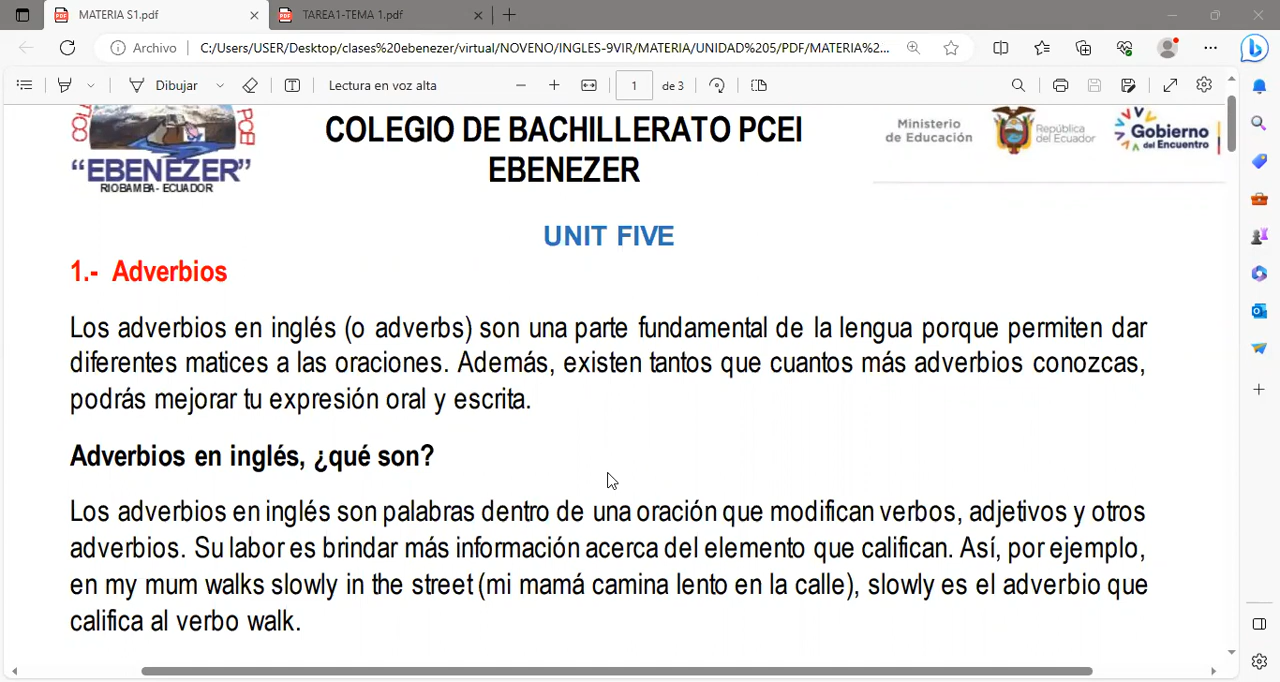 MATERIA S1.pdf
TAREA1-TEMA 1.pdf
Archivo
C:/Users/USER/Desktop/clases%20ebenezer/virtual/NOVENO/INGLES-9VIR/MATERIA/UNIDAD%205/PDF/MATERIA%2...
Dibujar
Lectura en voz alta
1
de 3
PCEI
"EBENEZER"
RIOBAMBA- ECUADOR
COLEGIO DE BACHILLERATO PCEI
EBENEZER
Ministerio
de Educación
República
del Ecuador
Gobierno
del Encuentro
UNIT FIVE
1.- Adverbios
Los adverbios en inglés (o adverbs) son una parte fundamental de la lengua porque permiten dar
diferentes matices a las oraciones. Además, existen tantos que cuantos más adverbios conozcas,
podrás mejorar tu expresión oral y escrita.
Adverbios en inglés, ¿qué son?
Los adverbios en inglés son palabras dentro de una oración que modifican verbos, adjetivos y otros
adverbios. Su labor es brindar más información acerca del elemento que califican. Así, por ejemplo,
en my mum walks slowly in the street (mi mamá camina lento en la calle), slowly es el adverbio que
califica al verbo walk.